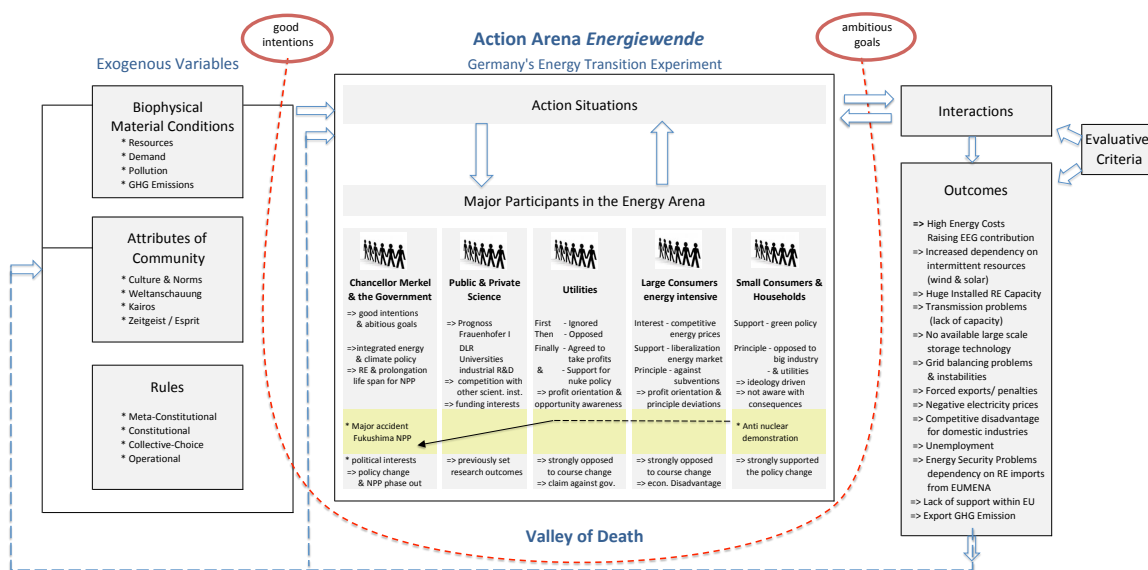 good
intentions
ambitious
goals
Action Arena Energiewende
Germany's Energy Transition Experiment
Exogenous Variables
Biophysical
Material Conditions
* Resources
* Demand
* Pollution
* GHG Emissions
Attributes of
Community
* Culture & Norms
* Weltanschauung
* Kairos
* Zeitgeist / Esprit
Rules
* Meta-Constitutional
* Constitutional
* Collective-Choice
* Operational
Action Situations
Major Participants in the Energy Arena
Chancellor Merkel
& the Government
=> good intentions
& abitious goals
=>integrated energy
& climate policy
=> RE & prolongation
life span for NPP
* Major accident
Fukushima NPP
* political interests
=> policy change
& NPP phase out
Public & Private
Science
=> Prognoss
Frauenhofer I
DLR
Universities
industrial R&D
=> competition with
other scient. inst.
=> funding interests
=> previously set
research outcomes
Utilities
First - Ignored
Then - Opposed
Finally - Agreed to
take profits
& - Support for
nuke policy
=> profit orientation &
opportunity awareness
=> strongly opposed
to course change
=> claim against gov.
Large Consumers
energy intensive
Interest - competitive
energy prices
Support - liberalization
energy market
Principle - against
subventions
=> profit orientation &
principle deviations
=> strongly opposed
to course change
=> econ. Disadvantage
Small Consumers &
Households
Support - green policy
Principle - opposed to
big industry
- & utilities
=> ideology driven
=> not aware with
consequences
* Anti nuclear
demonstration
=> strongly supported
the policy change
Valley of Death
Interactions
Evaluative
Criteria
Outcomes
=> High Energy Costs
Raising EEG contribution
=> Increased dependency on
intermittent resources
(wind & solar)
=> Huge Installed RE Capacity
=> Transmission problems
(lack of capacity)
=> No available large scale
storage technology
=> Grid balancing problems
& instabilities
=> Forced exports/ penalties
=> Negative electricity prices
=> Competitive disadvantage
for domestic industries
=> Unemployment
=> Energy Security Problems
dependency on RE imports
from EUMENA
=> Lack of support within EU
=> Export GHG Emission